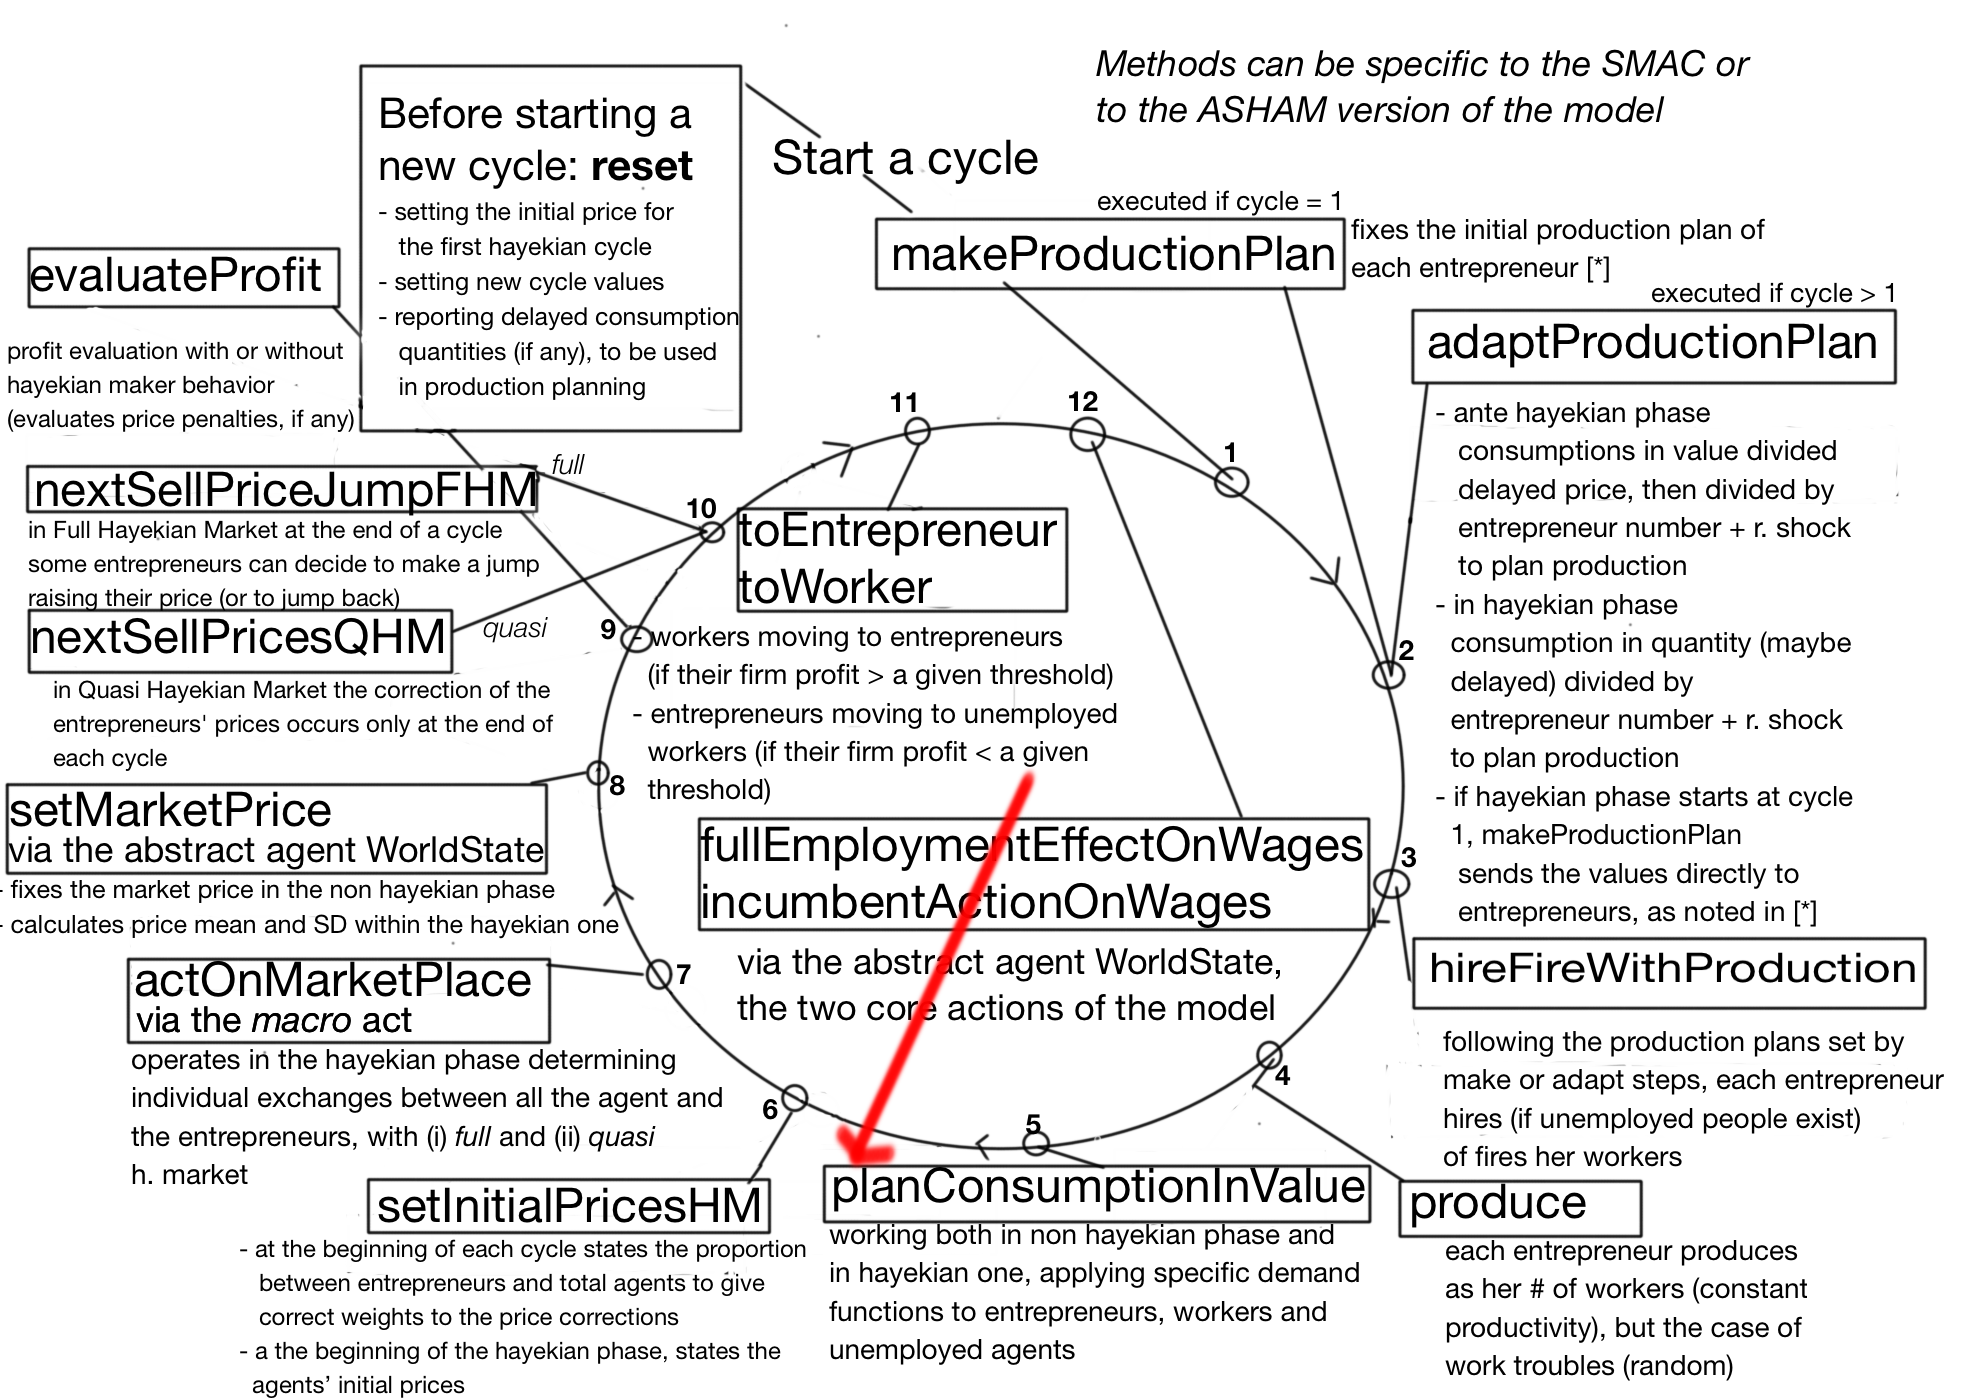 Methods can be specific to the SMAC or
to the ASHAM version of the model
Before starting a
new cycle: reset
- setting the initial price for
the first hayekian cycle
- setting new cycle values
- reporting delayed consumption
quantities (if any), to be used
in production planning
Start a cycle
executed if cycle = 1
makeProductionPlan
fixes the initial production plan of
each entrepreneur [*]
executed if cycle > 1
adaptProductionPlan
- ante hayekian phase
consumptions in value divided
delayed price, then divided by
entrepreneur number + r. shock
to plan production
- in hayekian phase
consumption in quantity (maybe
delayed) divided by
entrepreneur number + r. shock
to plan production
- if hayekian phase starts at cycle
1, makeProductionPlan
sends the values directly to
entrepreneurs, as noted in [*]
evaluateProfit
profit evaluation with or without
hayekian maker behavior
(evaluates price penalties, if any)
nextSellPriceJumpFHM
full
in Full Hayekian Market at the end of a cycle
some entrepreneurs can decide to make a jump
raising their price (or to jump back)
nextSellPricesQHM
quasi
in Quasi Hayekian Market the correction of the
entrepreneurs' prices occurs only at the end of
each cycle
setMarketPrice
via the abstract agent WorldState
- fixes the market price in the non hayekian phase
- calculates price mean and SD within the hayekian one
actOnMarketPlace
via the macro act
operates in the hayekian phase determining
individual exchanges between all the agent and
the entrepreneurs, with (i) full and (ii) quasi
h. market
setInitialPricesHM
- at the beginning of each cycle states the proportion
between entrepreneurs and total agents to give
correct weights to the price corrections
- a the beginning of the hayekian phase, states the
agents’ initial prices
11
12
1
10
2
9
8
3
7
4
6
5
toEntrepreneur
toWorker
- workers moving to entrepreneurs
(if their firm profit > a given threshold)
- entrepreneurs moving to unemployed
workers (if their firm profit < a given
threshold)
fullEmploymentEffectOnWages
incumbentActionOnWages
via the abstract agent WorldState,
the two core actions of the model
planConsumptionInValue
working both in non hayekian phase and
in hayekian one, applying specific demand
functions to entrepreneurs, workers and
unemployed agents
hireFireWithProduction
following the production plans set by
make or adapt steps, each entrepreneur
hires (if unemployed people exist)
of fires her workers
produce
each entrepreneur produces
as her # of workers (constant
productivity), but the case of
work troubles (random)